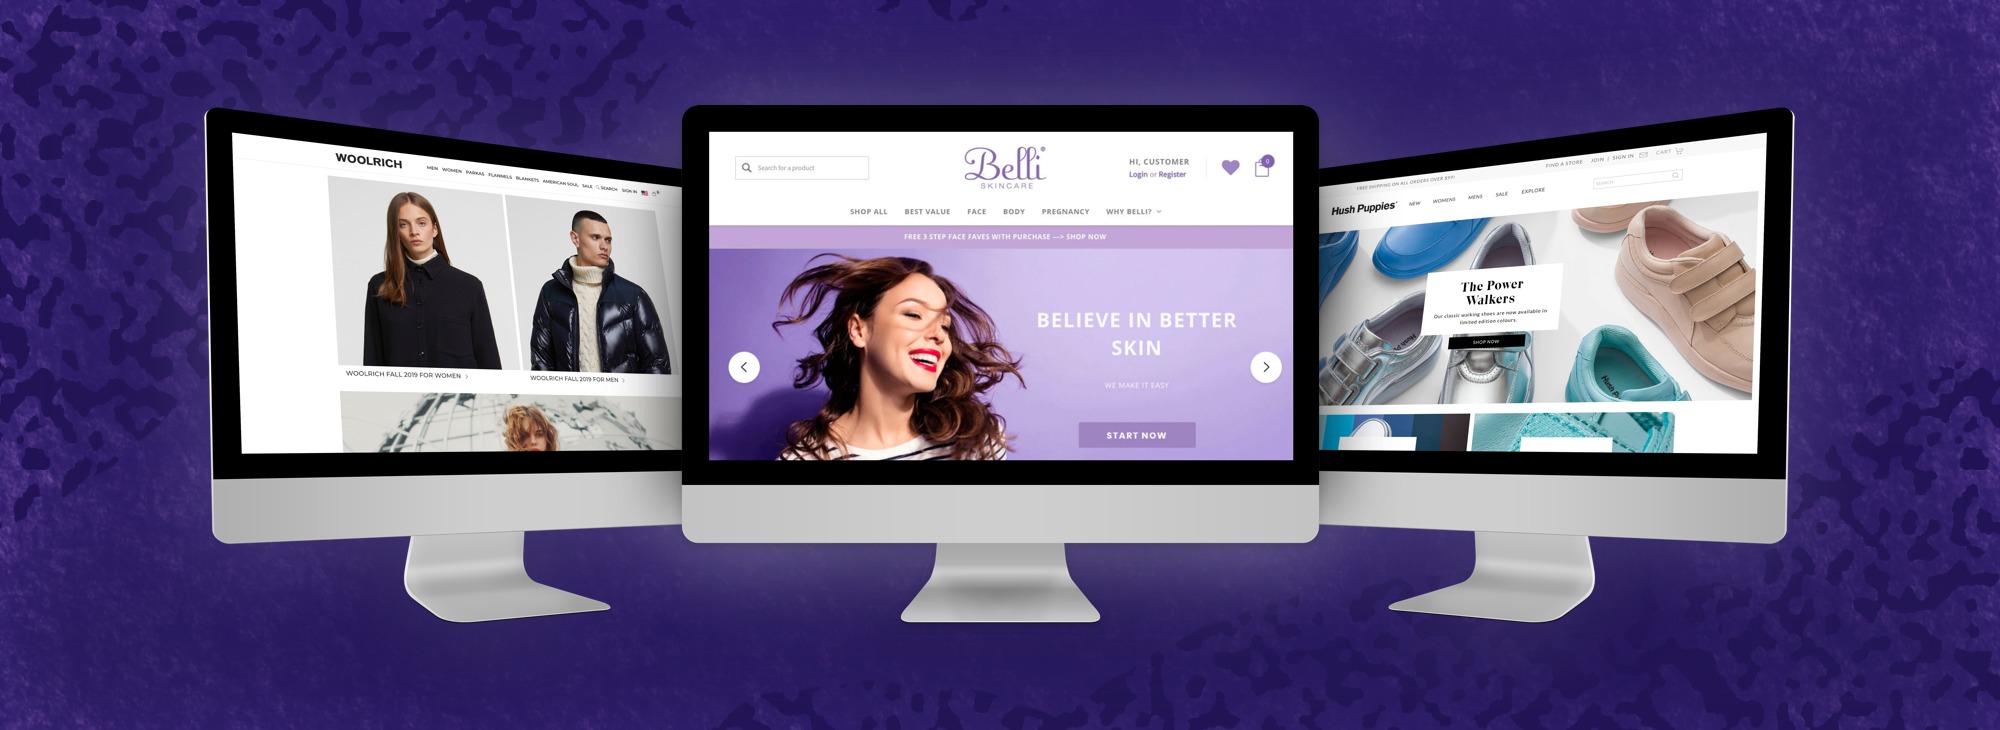 WOOLRICH
MEN WOMEN PARKAS FLANNELS BLANKETS AMERICAN SOUL SALE SEARCH SIGN IN
WOOLRICH FALL 2019 FOR WOMEN >
WOOLRICH FALL 2019 FOR MEN >
Search for a product
Belli®
SKINCARE
HI, CUSTOMER
Login or Register
0
SHOP ALL BEST VALUE FACE BODY PREGNANCY WHY BELLI?
FREE 3 STEP FACE FAVES WITH PURCHASE —> SHOP NOW
BELIEVE IN BETTER
SKIN
WE MAKE IT EASY
START NOW
FREE SHIPPING ON ALL ORDERS OVER $99!
FIND A STORE JOIN | SIGN IN CART
Hush Puppies
NEW WOMENS MENS SALE EXPLORE
SEARCH
The Power
Walkers
Our classic walking shoes are now available in
limited edition colours.
SHOP NOW